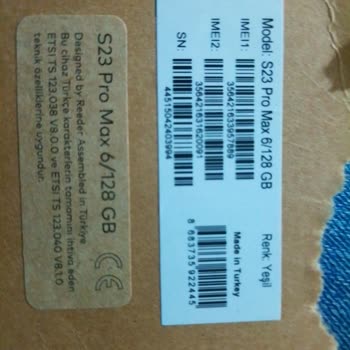 S23 Pro Max 6/128 GB
Designed by Reeder Assembled in Türkiye
Bu cihaz Türkçe karakterlerin tamamını ihtiva eden
ETSI TS 123.038 V8.0.0 ve ETSI TS 123.040 V8.1.0
teknik özelliklerine uygundur.
CE
Model: S23 Pro Max 6/128 GB
Renk: Yeşil
IMEI1:
356421633967889
IMEI2:
356421631620091
SN:
445150042403994
Made in Turkey
8 683735 922445